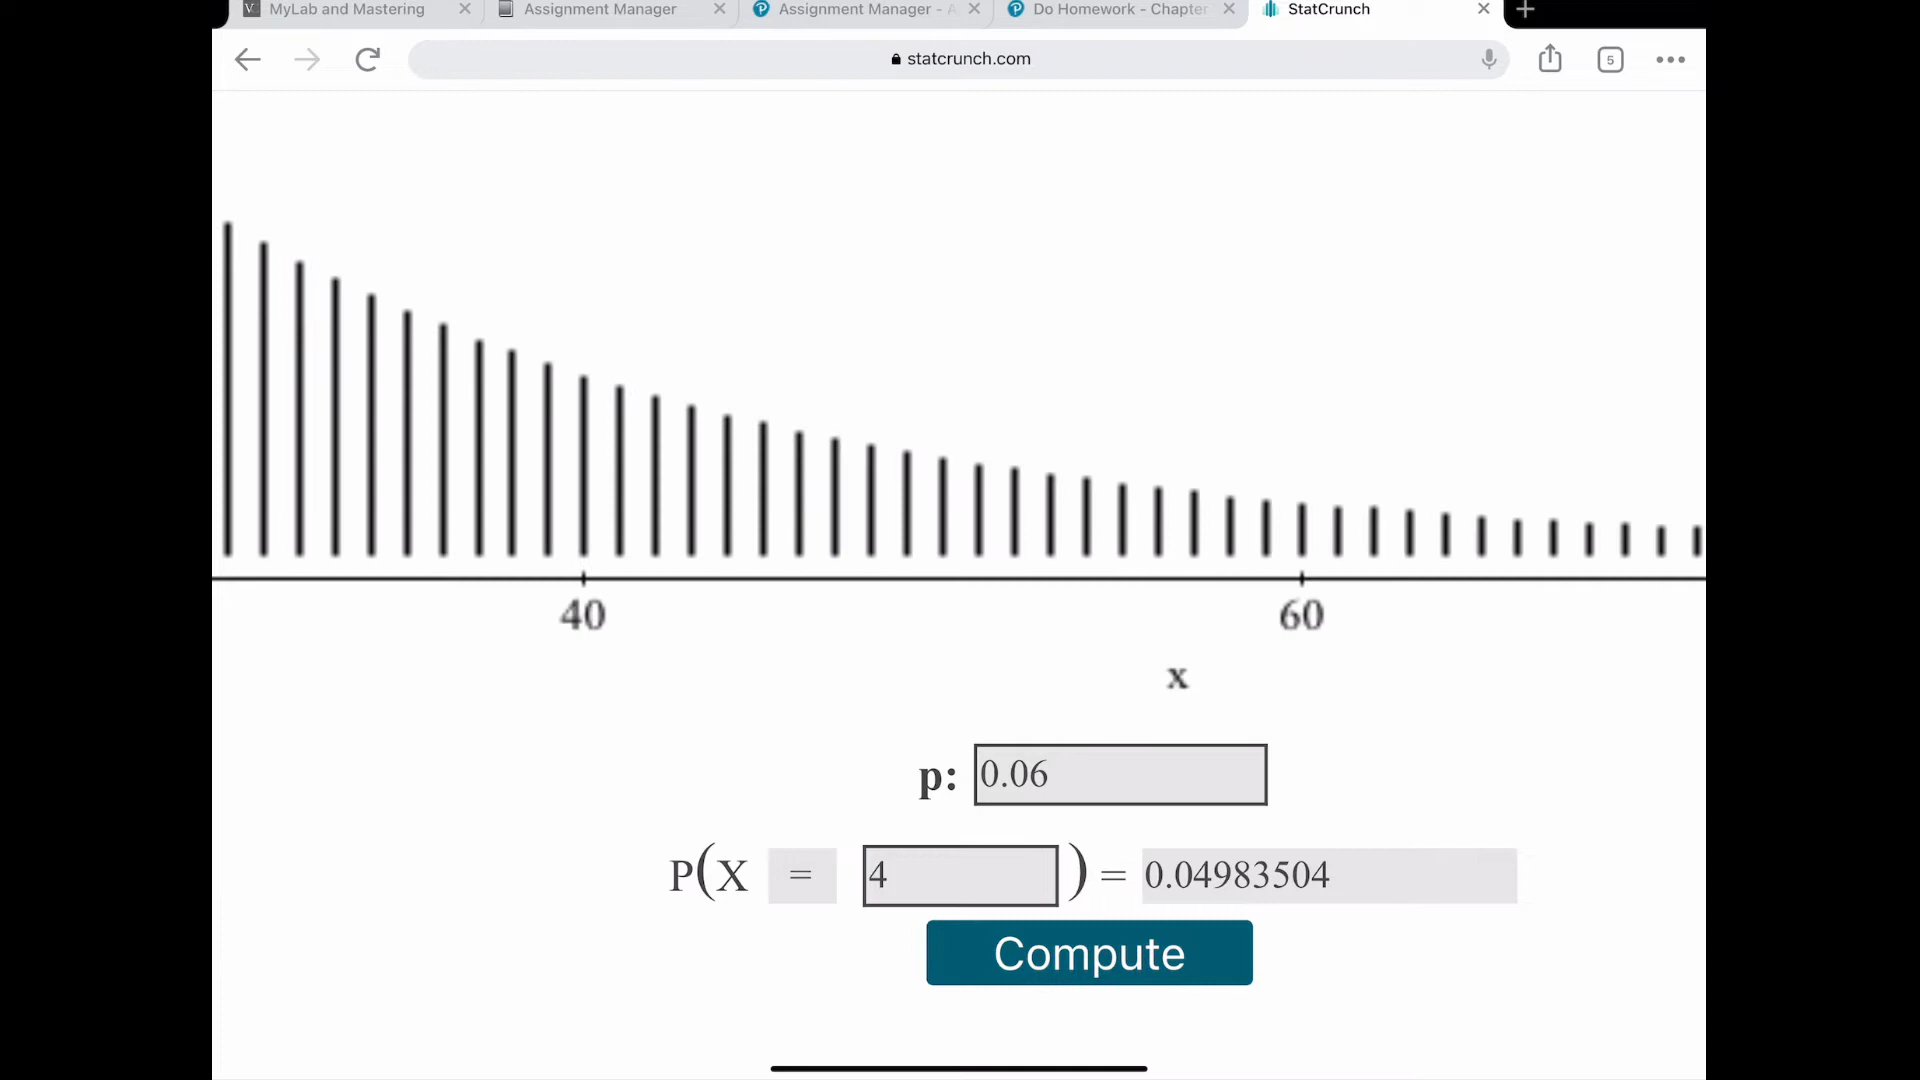 MyLab and Mastering
Assignment Manager
Assignment Manager - A
Do Homework - Chapter
StatCrunch
statcrunch.com
5
40
60
x
p: 0.06
P(X = 4) = 0.04983504
Compute